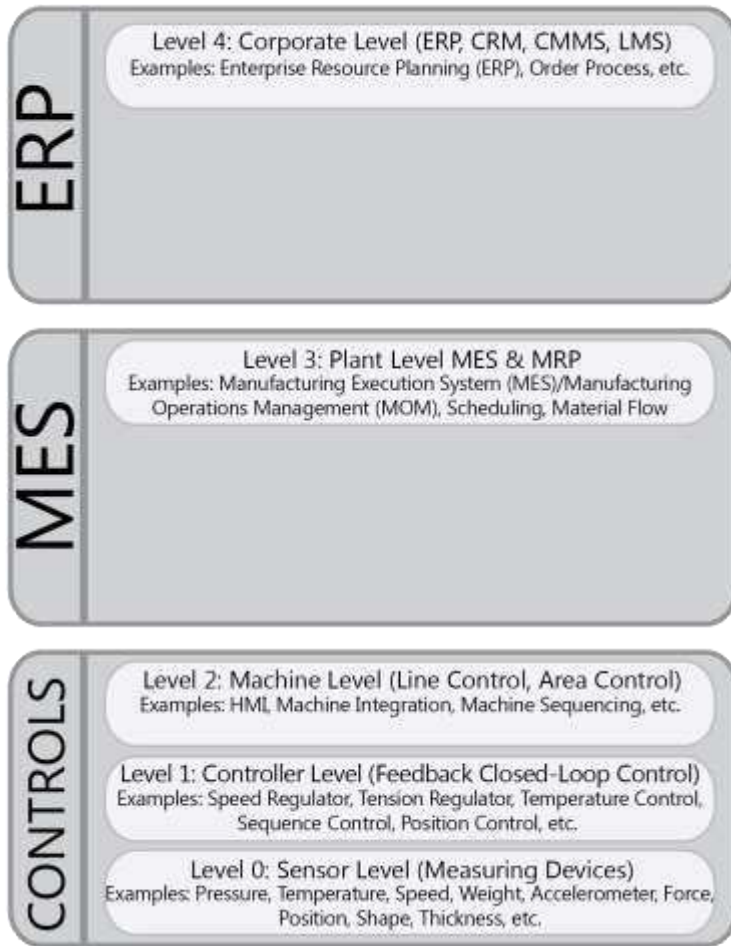 ERP
Level 4: Corporate Level (ERP, CRM, CMMS, LMS)
Examples: Enterprise Resource Planning (ERP), Order Process, etc.
MES
Level 3: Plant Level MES & MRP
Examples: Manufacturing Execution System (MES)/Manufacturing
Operations Management (MOM), Scheduling, Material Flow
CONTROLS
Level 2: Machine Level (Line Control, Area Control)
Examples: HMI, Machine Integration, Machine Sequencing, etc.
Level 1: Controller Level (Feedback Closed-Loop Control)
Examples: Speed Regulator, Tension Regulator, Temperature Control,
Sequence Control, Position Control, etc.
Level 0: Sensor Level (Measuring Devices)
Examples: Pressure, Temperature, Speed, Weight, Accelerometer, Force,
Position, Shape, Thickness, etc.